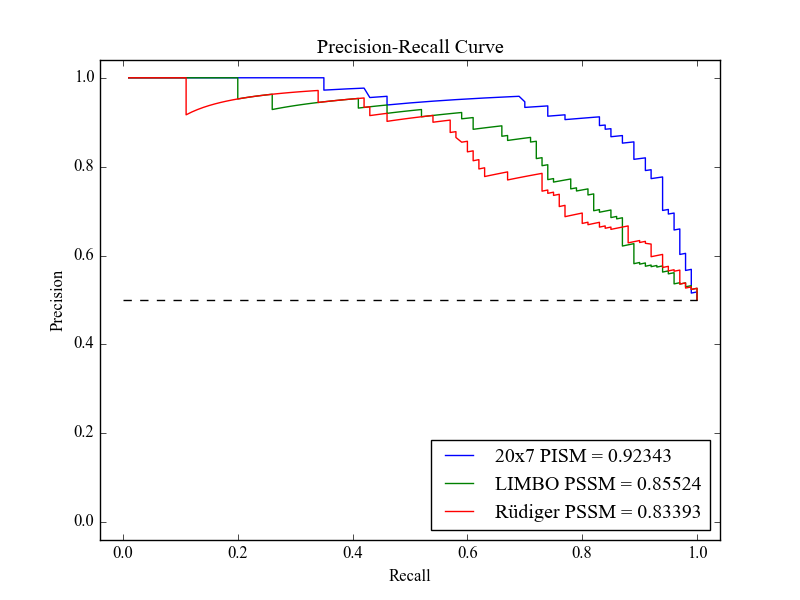 Precision-Recall Curve
1.0
0.8
0.6
0.4
0.2
0.0
Precision
0.0 0.2 0.4 0.6 0.8 1.0
Recall
20x7 PISM = 0.92343
LIMBO PSSM = 0.85524
Rüdiger PSSM = 0.83393